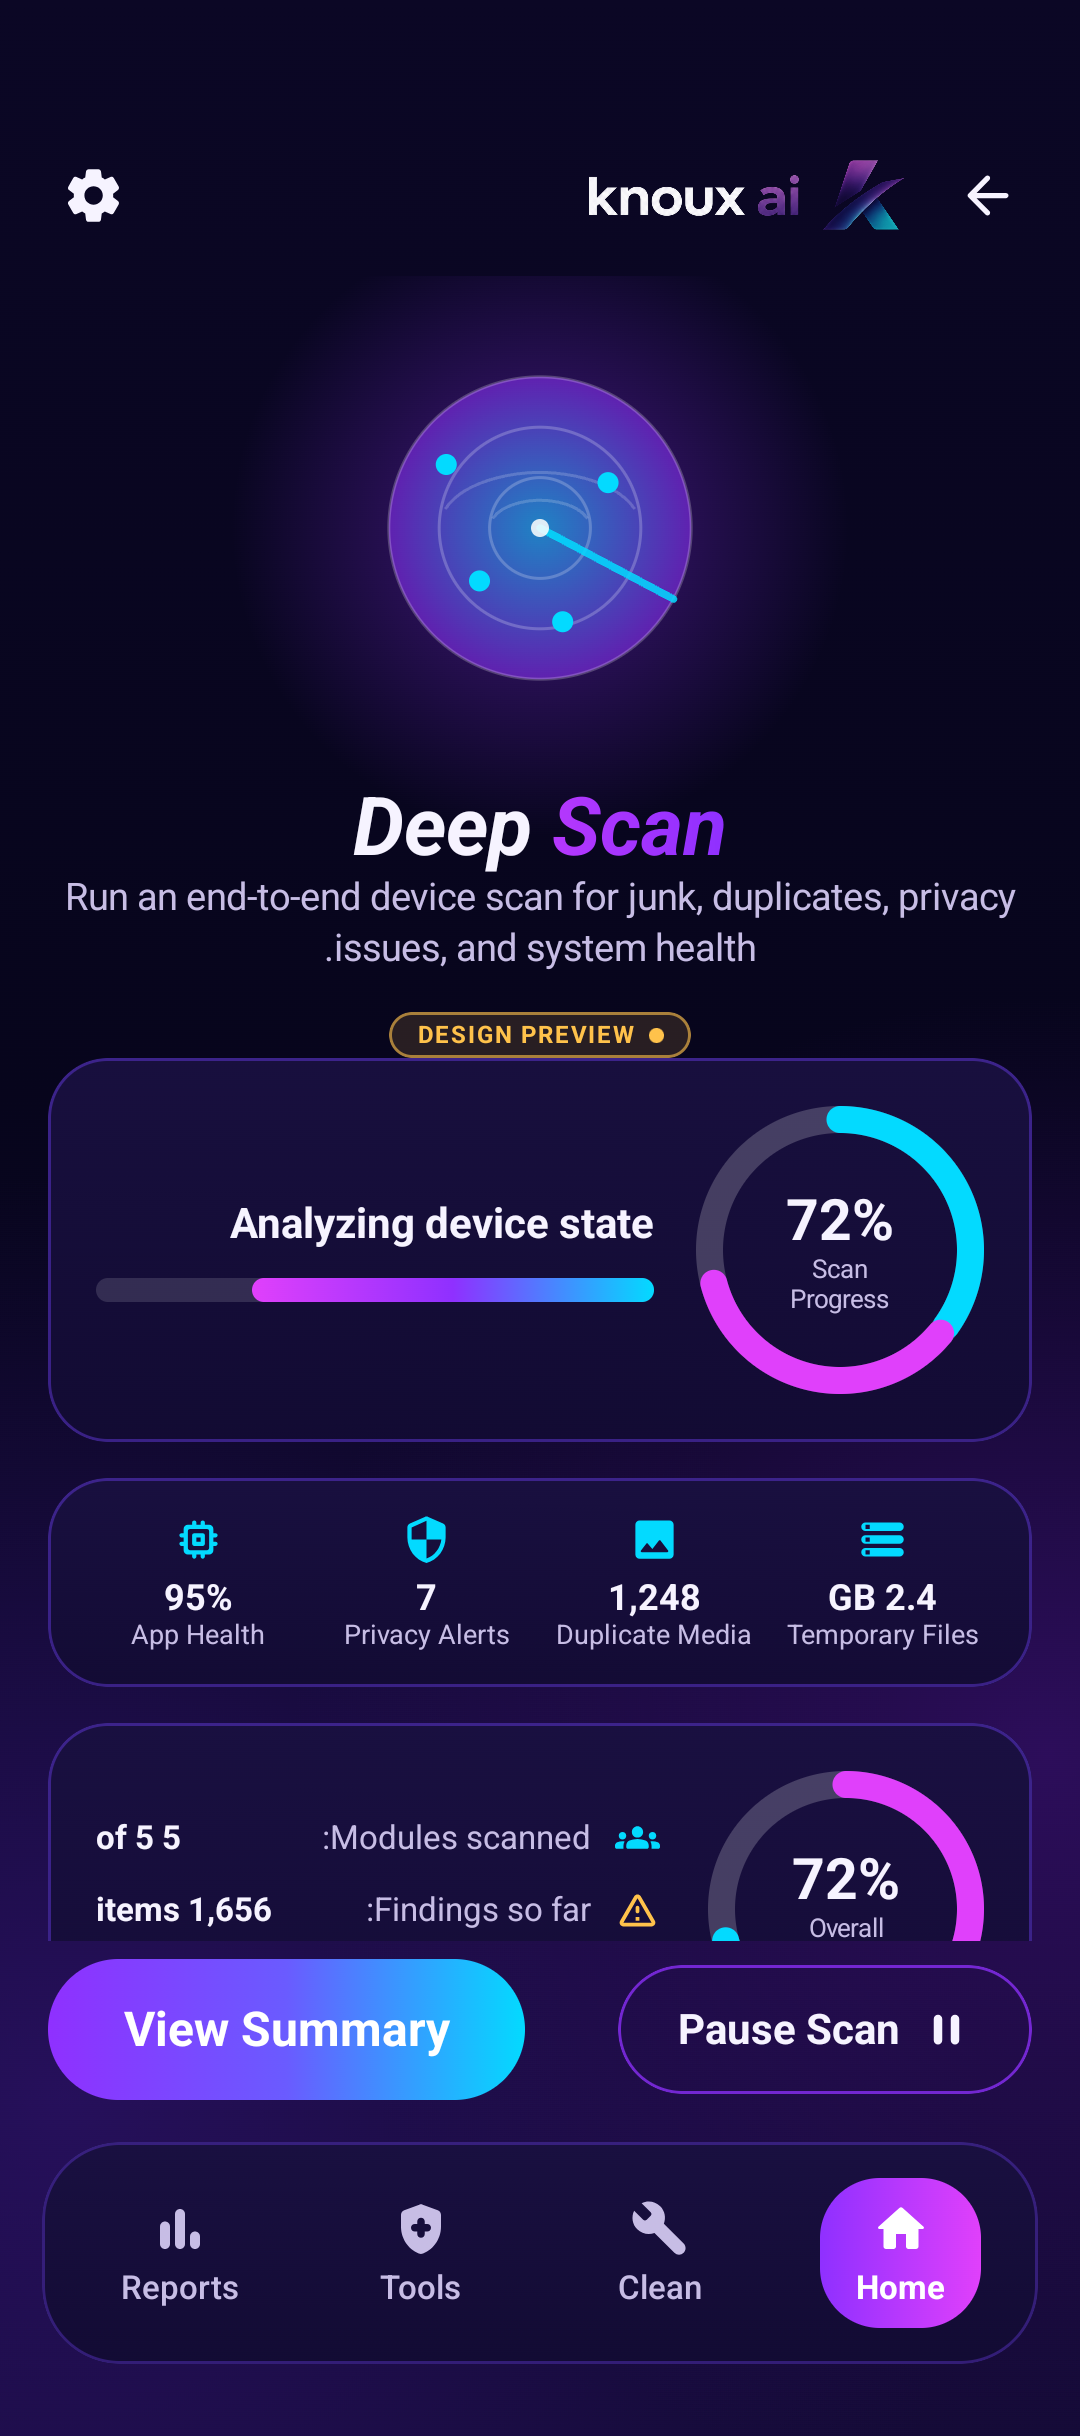 knoux ai
Deep Scan
Run an end-to-end device scan for junk, duplicates, privacy
.issues, and system health
DESIGN PREVIEW
Analyzing device state
72%
Scan
Progress
95%
App Health
7
Privacy Alerts
1,248
Duplicate Media
GB 2.4
Temporary Files
of 5 5
:Modules scanned
items 1,656
:Findings so far
72%
Overall
View Summary
Pause Scan
Reports
Tools
Clean
Home